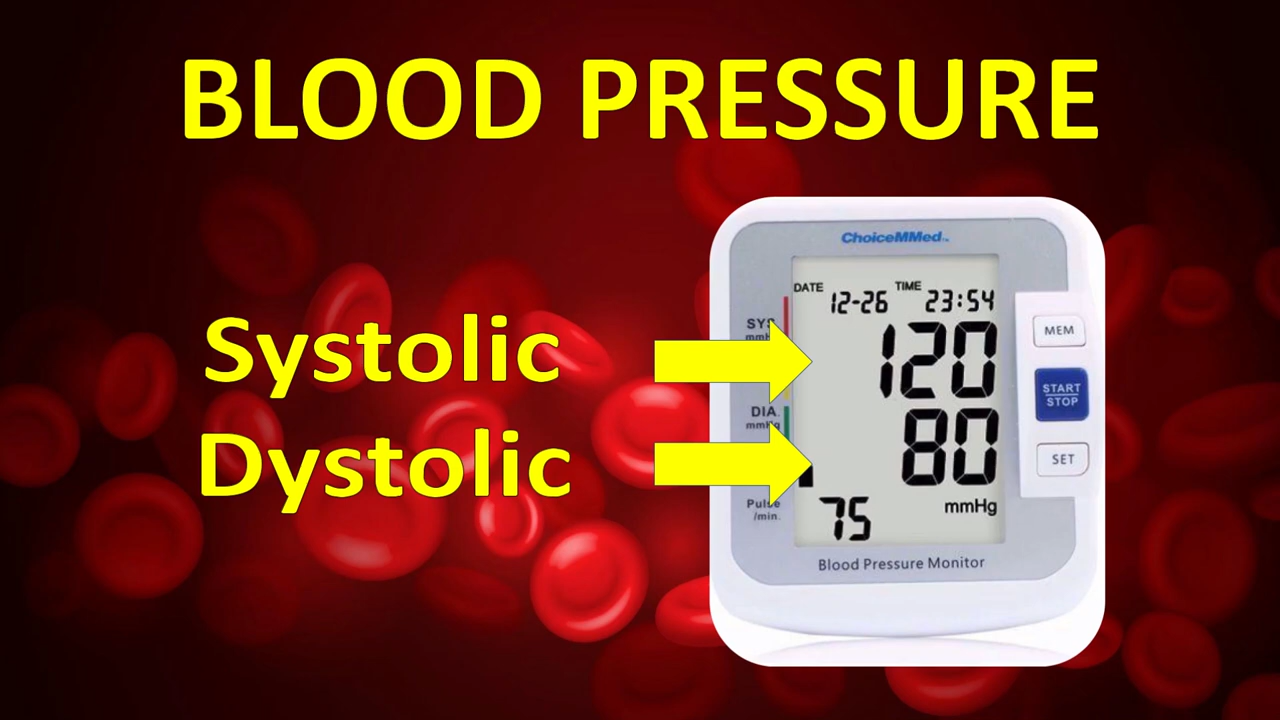 BLOOD PRESSURE
Systolic
Dystolic
ChoiceMMed™
DATE 12-26 TIME 23:54
SYS.
120
DIA.
80
Pulse
/min.
75
mmHg
Blood Pressure Monitor
MEM
START
STOP
SET